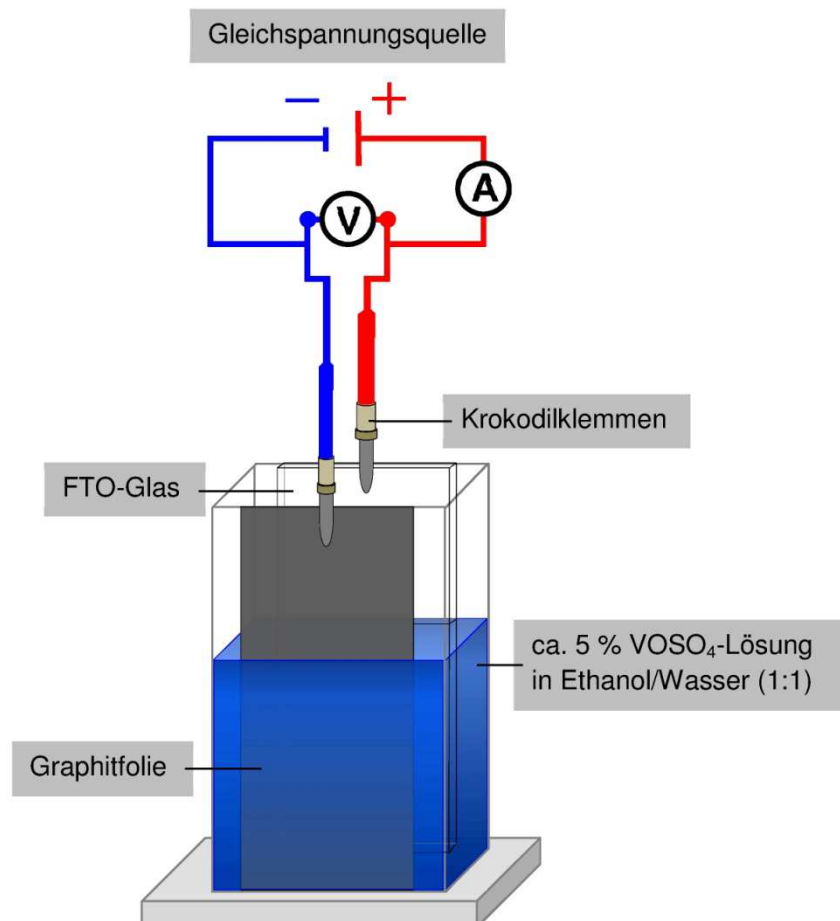 Gleichspannungsquelle
− +
A
V
Krokodilklemmen
FTO-Glas
ca. 5 % VOSO₄-Lösung
in Ethanol/Wasser (1:1)
Graphitfolie